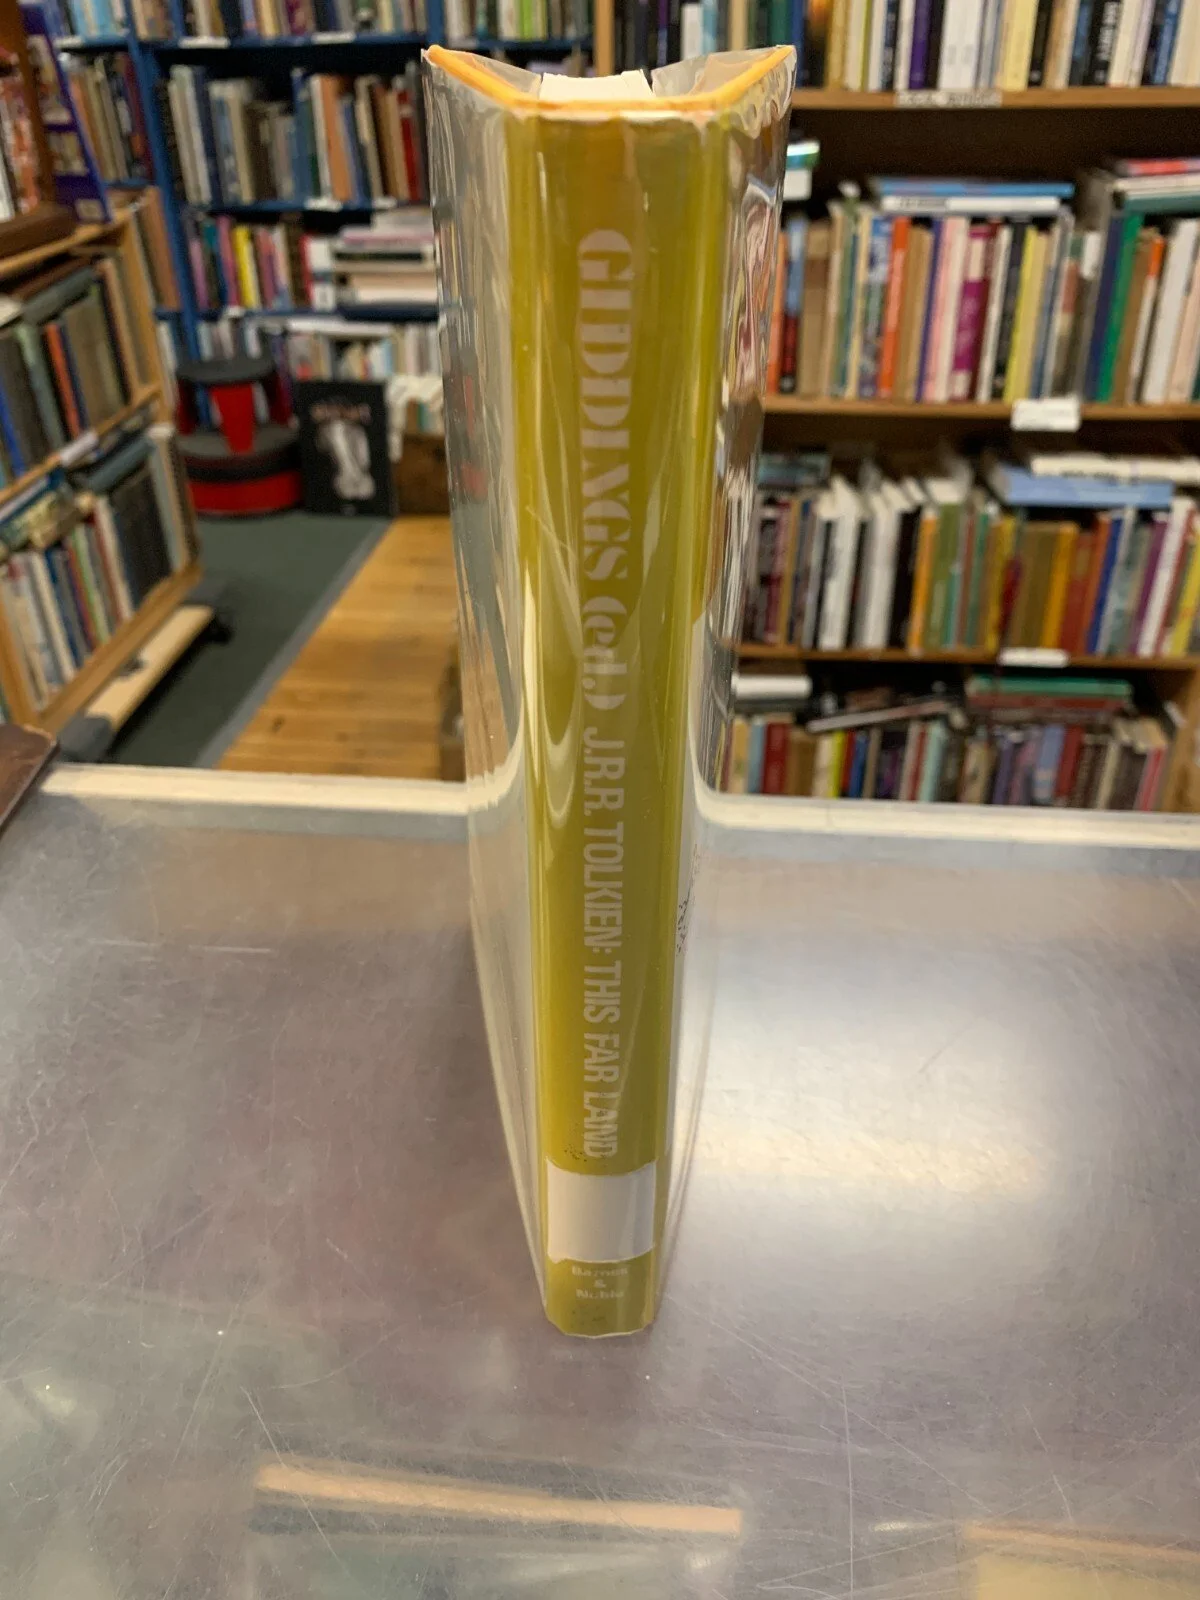 GIDDINGS (ed.) J.R.R. TOLKIEN: THIS FAR LAND
Barnes
&
Noble